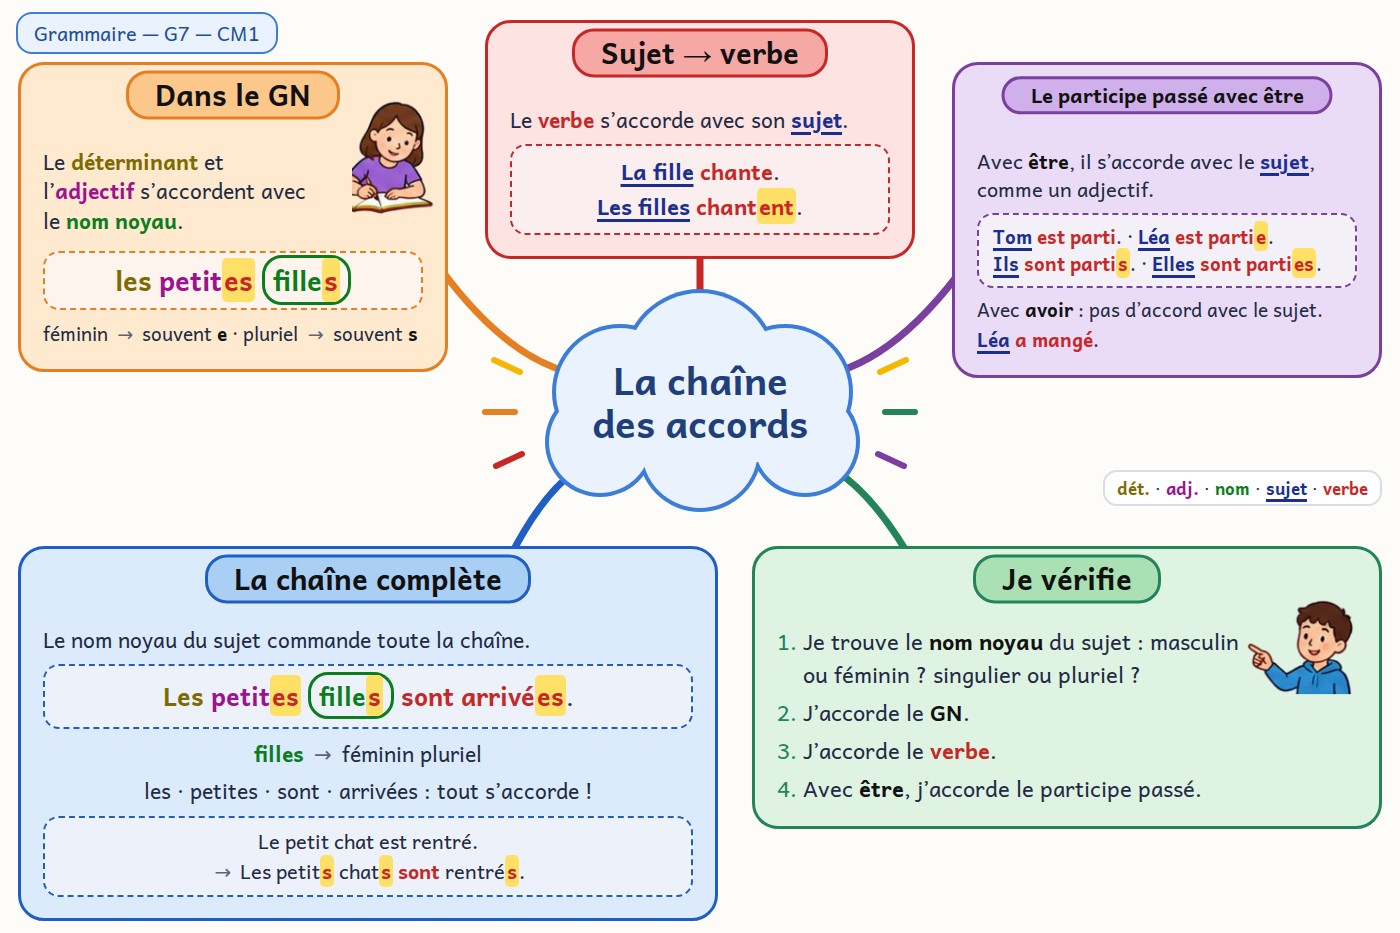 Grammaire — G7 — CM1
Dans le GN
Le déterminant et
l’adjectif s’accordent avec
le nom noyau.
les petites filles
féminin → souvent e · pluriel → souvent s
Sujet → verbe
Le verbe s’accorde avec son sujet.
La fille chante.
Les filles chantent.
Le participe passé avec être
Avec être, il s’accorde avec le sujet,
comme un adjectif.
Tom est parti. · Léa est partie.
Ils sont partis. · Elles sont parties.
Avec avoir : pas d’accord avec le sujet.
Léa a mangé.
La chaîne
des accords
dét. · adj. · nom · sujet · verbe
La chaîne complète
Le nom noyau du sujet commande toute la chaîne.
Les petites filles sont arrivées.
filles → féminin pluriel
les · petites · sont · arrivées : tout s’accorde !
Le petit chat est rentré.
→ Les petits chats sont rentrés.
Je vérifie
1. Je trouve le nom noyau du sujet : masculin
ou féminin ? singulier ou pluriel ?
2. J’accorde le GN.
3. J’accorde le verbe.
4. Avec être, j’accorde le participe passé.